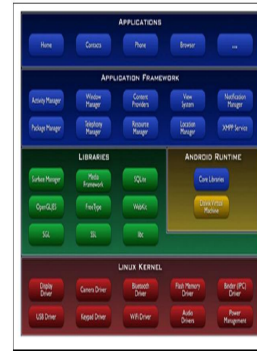 APPLICATIONS
Home Contacts Phone Browser ...
APPLICATION FRAMEWORK
Activity Manager Window Manager Content Providers View System Notification Manager
Package Manager Telephony Manager Resource Manager Location Manager XMPP Service
LIBRARIES
Surface Manager Media Framework SQLite
OpenGL|ES FreeType WebKit
SGL SSL libc
ANDROID RUNTIME
Core Libraries
Dalvik Virtual Machine
LINUX KERNEL
Display Driver Camera Driver Bluetooth Driver Flash Memory Driver Binder (IPC) Driver
USB Driver Keypad Driver WiFi Driver Audio Drivers Power Management